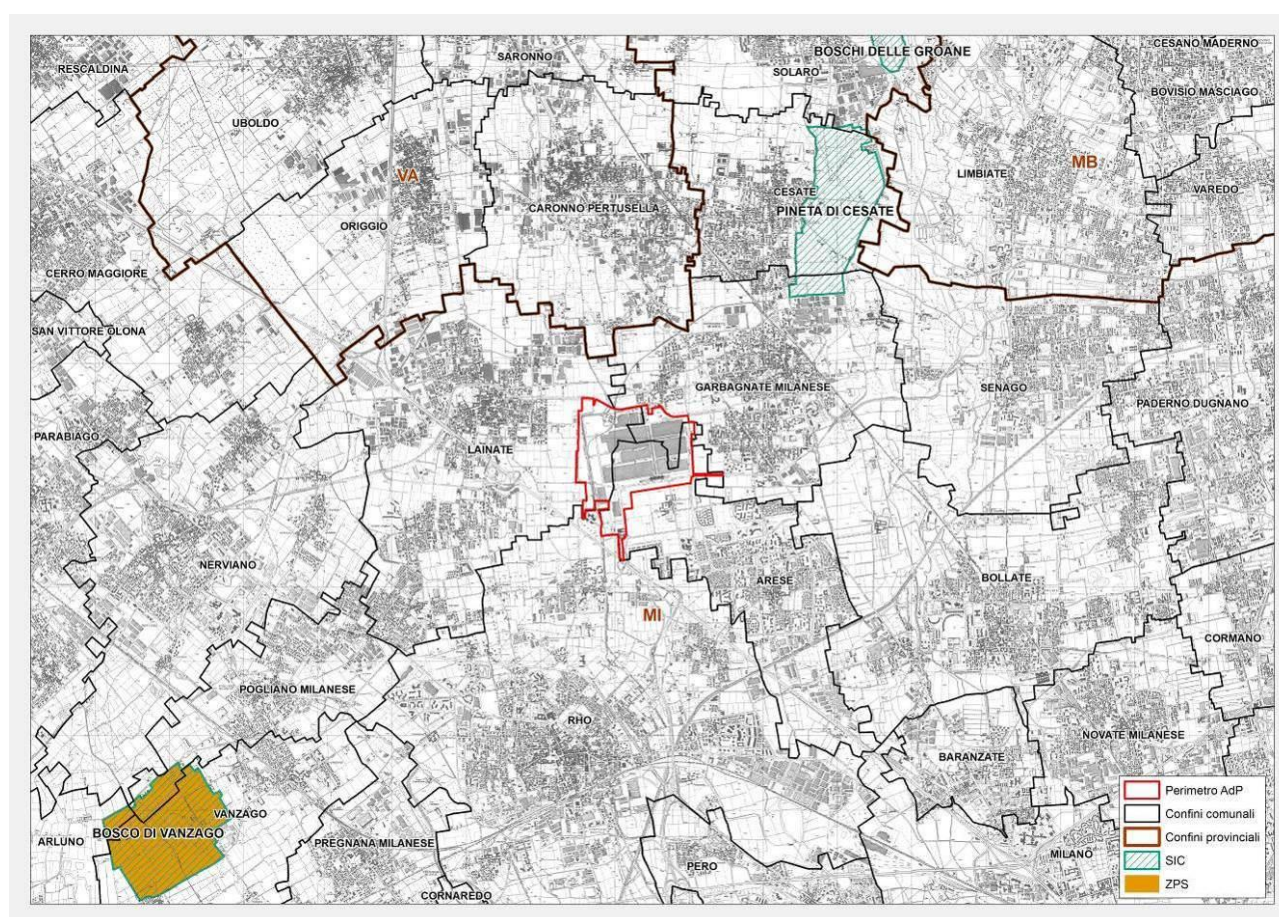 CESANO MADERNO
SARONNO
BOSCHI DELLE GROANE
RESCALDINA
SOLARO
BOVISIO MASCIAGO
UBOLDO
MB
VA
LIMBIATE
CESATE
VAREDO
CARONNO PERTUSELLA
PINETA DI CESATE
ORIGGIO
CERRO MAGGIORE
SAN VITTORE OLONA
GARBAGNATE MILANESE
SENAGO
PADERNO DUGNANO
PARABIAGO
LAINATE
NERVIANO
ARESE
BOLLATE
MI
CORMANO
POGLIANO MILANESE
RHO
NOVATE MILANESE
BARANZATE
VANZAGO
BOSCO DI VANZAGO
ARLUNO
PREGNANA MILANESE
MILANO
PERO
CORNAREDO
Perimetro AdP
Confini comunali
Confini provinciali
SIC
ZPS